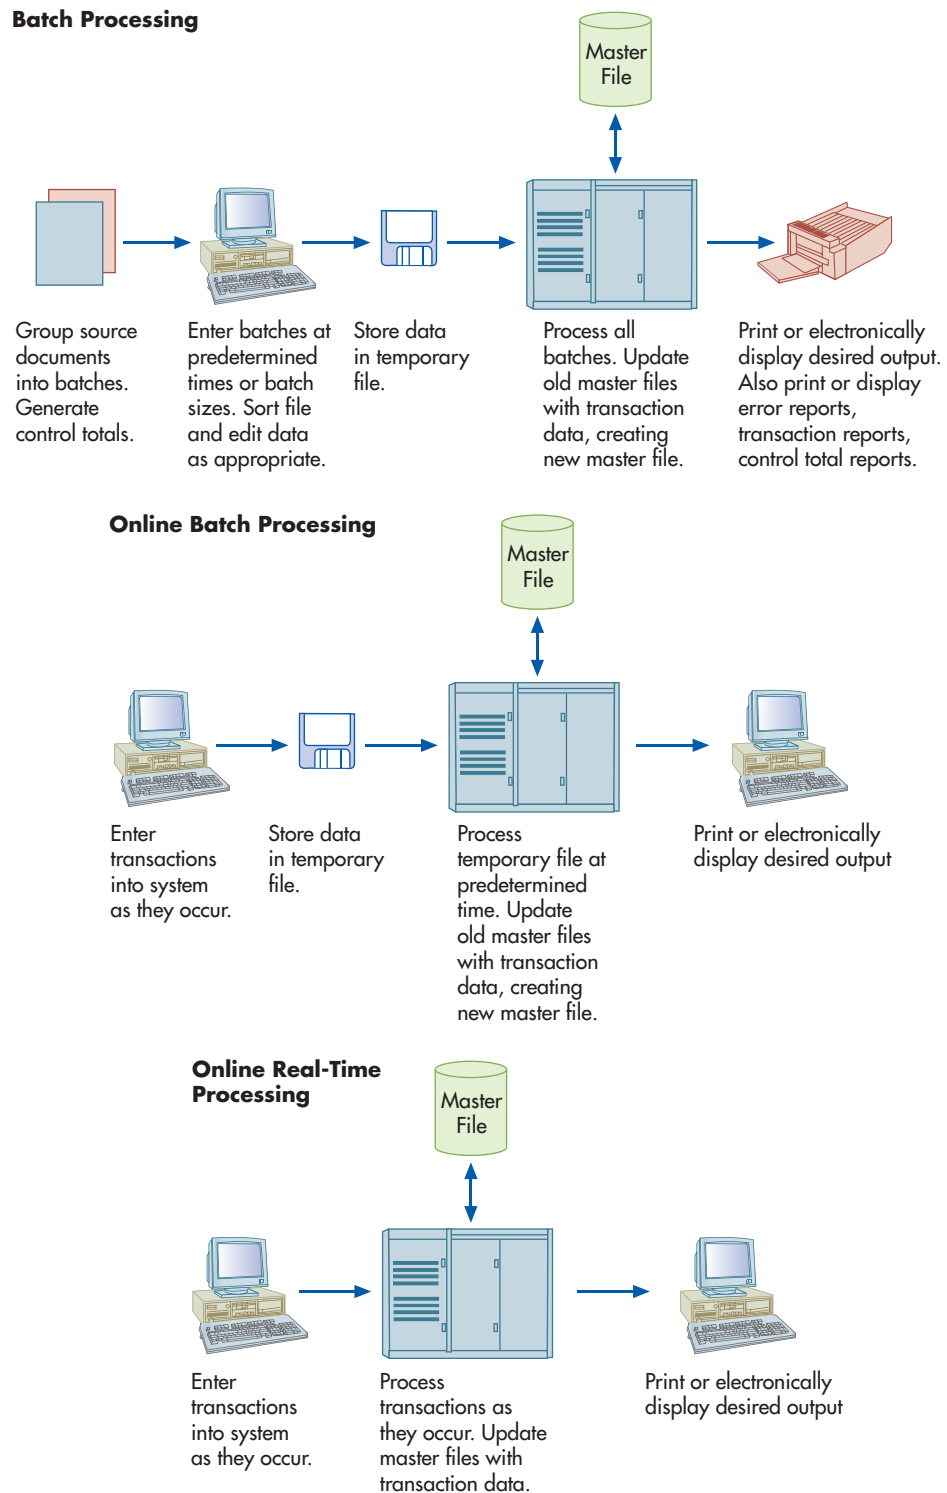 Batch Processing
Master
File
Group source
documents
into batches.
Generate
control totals.
Enter batches at
predetermined
times or batch
sizes. Sort file
and edit data
as appropriate.
Store data
in temporary
file.
Process all
batches. Update
old master files
with transaction
data, creating
new master file.
Print or electronically
display desired output.
Also print or display
error reports,
transaction reports,
control total reports.
Online Batch Processing
Master
File
Enter
transactions
into system
as they occur.
Store data
in temporary
file.
Process
temporary file at
predetermined
time. Update
old master files
with transaction
data, creating
new master file.
Print or electronically
display desired output
Online Real-Time
Processing
Master
File
Enter
transactions
into system
as they occur.
Process
transactions as
they occur. Update
master files with
transaction data.
Print or electronically
display desired output